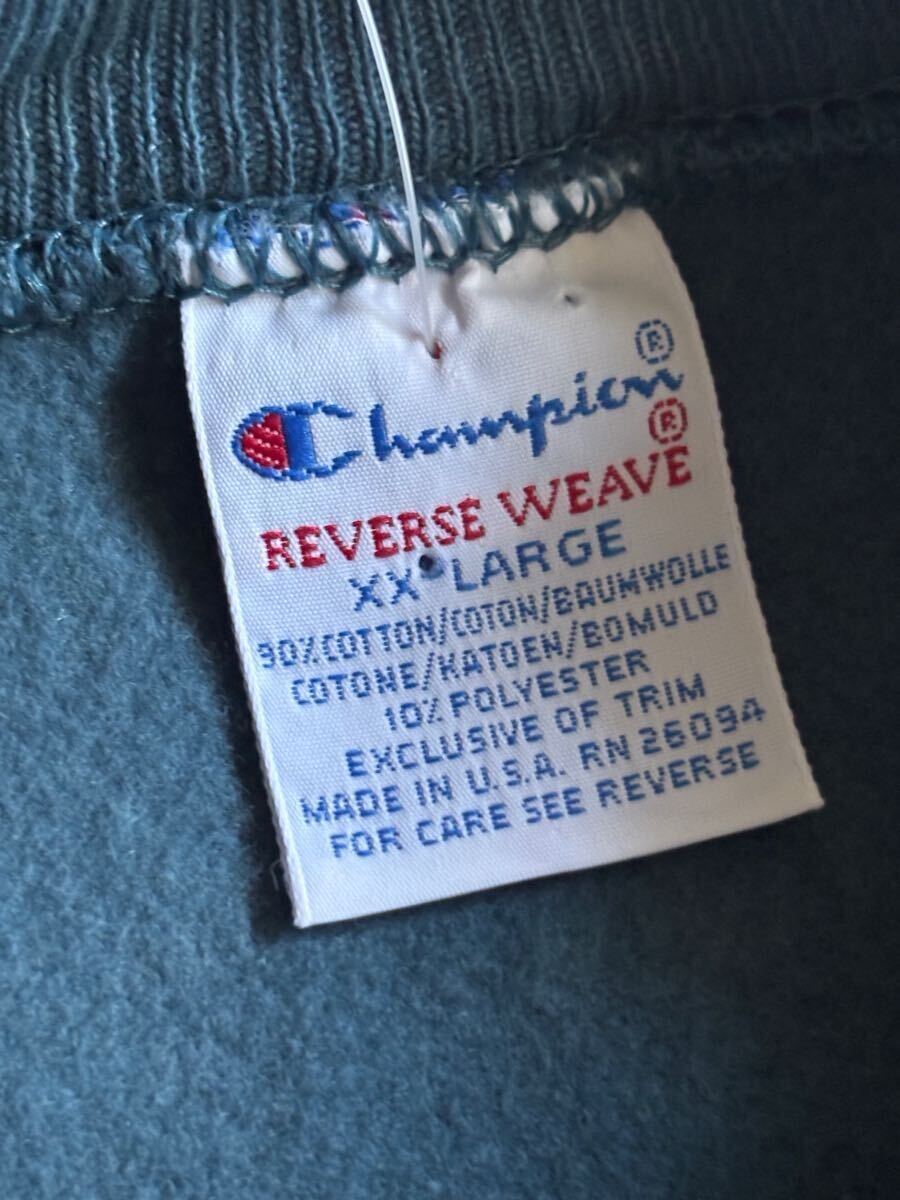 Champion®
REVERSE WEAVE®
XX-LARGE
90% COTTON/COTON/BAUMWOLLE
COTONE/KATOEN/BOMULD
10% POLYESTER
EXCLUSIVE OF TRIM
MADE IN U.S.A. RN 26094
FOR CARE SEE REVERSE